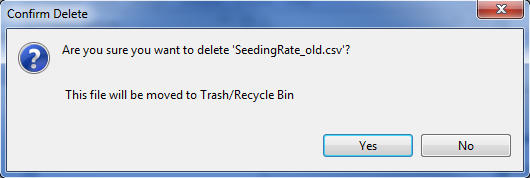 Confirm Delete
Are you sure you want to delete 'SeedingRate_old.csv'?
This file will be moved to Trash/Recycle Bin
Yes No